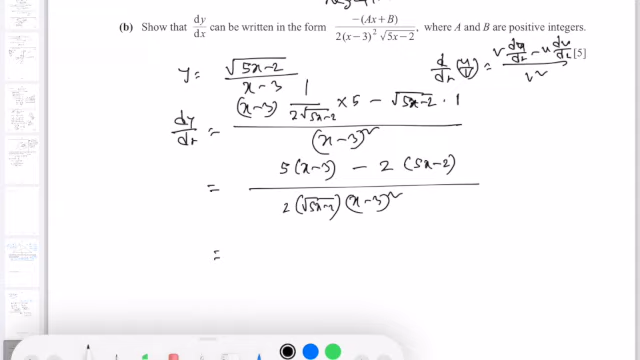 (b) Show that dy/dx can be written in the form −(Ax + B) / 2(x − 3)² √(5x − 2), where A and B are positive integers.
[5]
y = √(5x−2) / (x−3)
d/dx (u/v) = (v du/dx − u dv/dx) / v²
dy/dx = ((x−3) 1/(2√(5x−2)) × 5 − √(5x−2) · 1) / (x−3)²
= (5(x−3) − 2(5x−2)) / (2(√(5x−2))(x−3)²)
=